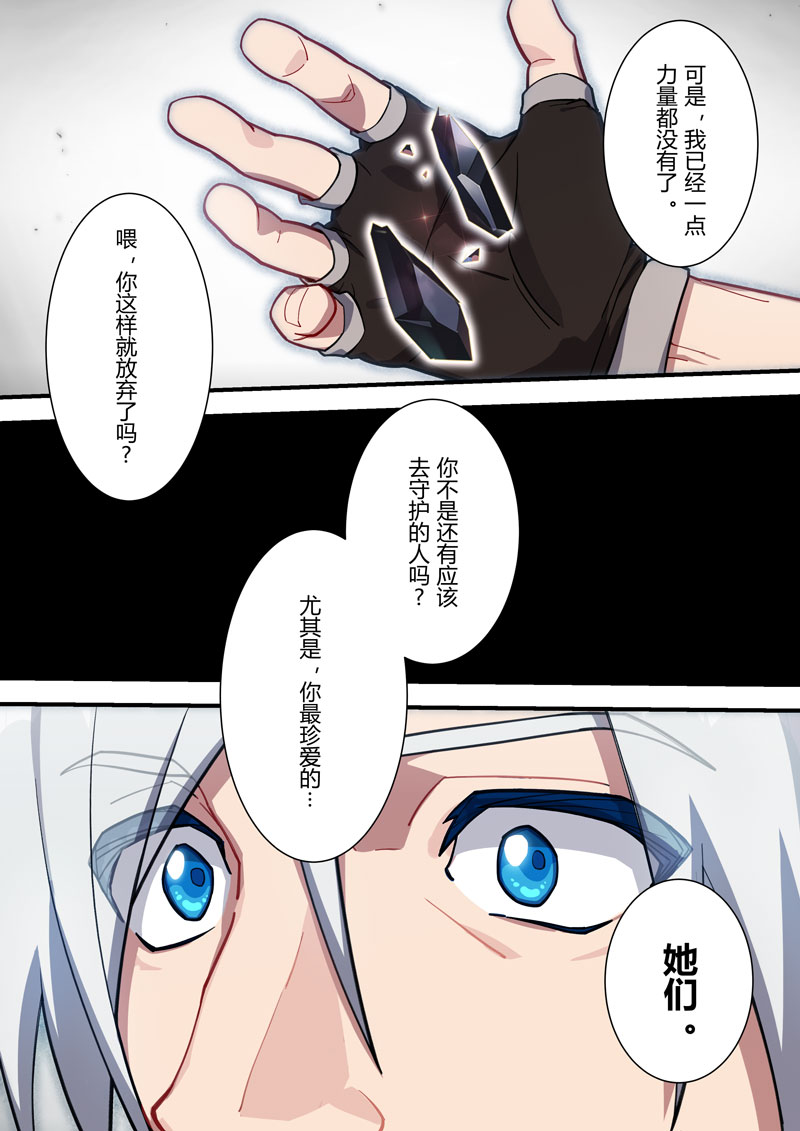 可是，我已经一点
力量都没有了。
喂，你这样就放弃了吗？
你不是还有应该
去守护的人吗？
尤其是，你最珍爱的…
她们。